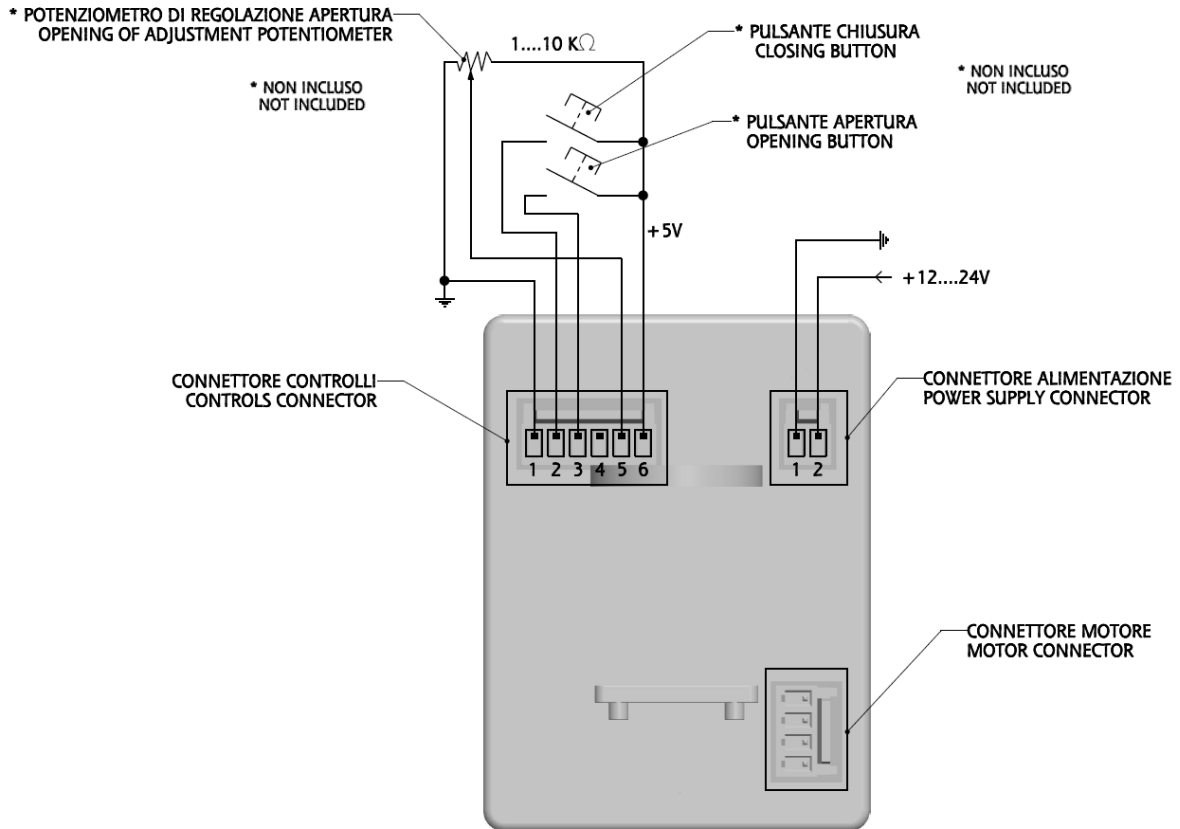 * POTENZIOMETRO DI REGOLAZIONE APERTURA
OPENING OF ADJUSTMENT POTENTIOMETER
* NON INCLUSO
NOT INCLUDED
1....10 KΩ
* PULSANTE CHIUSURA
CLOSING BUTTON
* NON INCLUSO
NOT INCLUDED
* PULSANTE APERTURA
OPENING BUTTON
+5V
+12....24V
CONNETTORE CONTROLLI
CONTROLS CONNECTOR
CONNETTORE ALIMENTAZIONE
POWER SUPPLY CONNECTOR
1 2 3 4 5 6
1 2
CONNETTORE MOTORE
MOTOR CONNECTOR